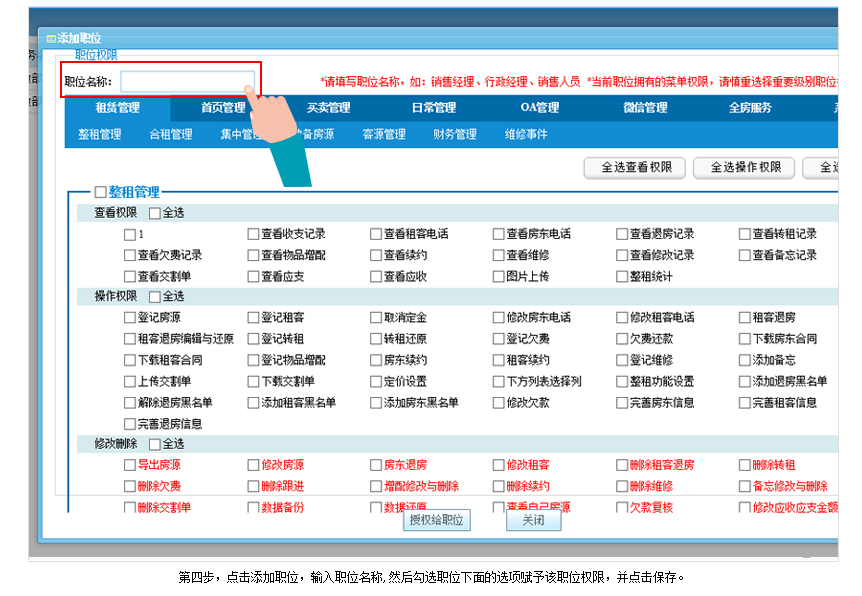 添加职位
职位权限
职位名称: *请填写职位名称，如：销售经理、行政经理、销售人员 *当前职位拥有的菜单权限，请慎重选择重要级别职位
租赁管理 首页管理 买卖管理 日常管理 OA管理 微信管理 全房服务
整租管理 合租管理 集中管理 设备房源 客源管理 财务管理 维修事件
全选查看权限 全选操作权限 全选
整租管理
查看权限 全选
1 查看收支记录 查看租客电话 查看房东电话 查看退房记录 查看转租记录
查看欠费记录 查看物品增配 查看续约 查看维修 查看修改记录 查看备忘记录
查看交割单 查看应支 查看应收 图片上传 整租统计
操作权限 全选
登记房源 登记租客 取消定金 修改房东电话 修改租客电话 租客退房
租客退房编辑与还原 登记转租 转租还原 登记欠费 欠费还款 下载房东合同
下载租客合同 登记物品增配 房东续约 租客续约 登记维修 添加备忘
上传交割单 下载交割单 定价设置 下方列表选择列 整租功能设置 添加退房黑名单
解除退房黑名单 添加租客黑名单 添加房东黑名单 修改欠款 完善房东信息 完善租客信息
完善退房信息
修改删除 全选
导出房源 修改房源 房东退房 修改租客 删除租客退房 删除转租
删除欠费 删除跟进 增配修改与删除 删除续约 删除维修 备忘修改与删除
删除交割单 数据备份 数据还原 查看自己房源 欠款复核 修改应收应支金额
授权给职位 关闭
第四步，点击添加职位，输入职位名称,然后勾选职位下面的选项赋予该职位权限，并点击保存。